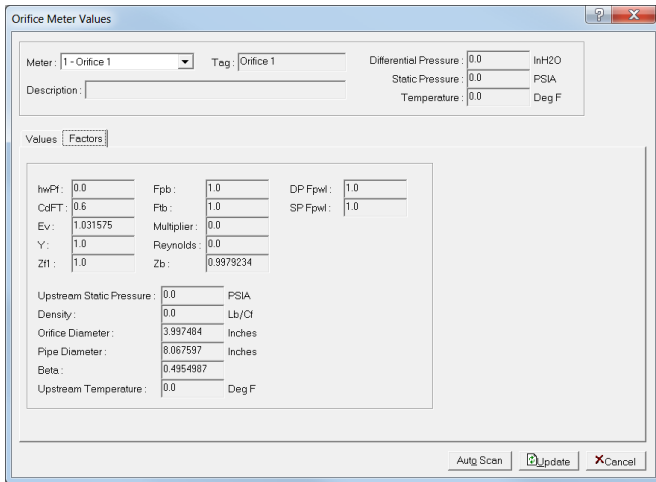 Orifice Meter Values
Meter : 1 - Orifice 1 Tag : Orifice 1 Differential Pressure : 0.0 InH2O
Static Pressure : 0.0 PSIA
Description : Temperature : 0.0 Deg F
Values Factors
hwPf : 0.0 Fpb : 1.0 DP Fpwl : 1.0
CdFT : 0.6 Ftb : 1.0 SP Fpwl : 1.0
Ev : 1.031575 Multiplier : 0.0
Y : 1.0 Reynolds : 0.0
Zf1 : 1.0 Zb : 0.9979234
Upstream Static Pressure : 0.0 PSIA
Density : 0.0 Lb/Cf
Orifice Diameter : 3.997484 Inches
Pipe Diameter : 8.067597 Inches
Beta : 0.4954987
Upstream Temperature : 0.0 Deg F
Auto Scan Update Cancel